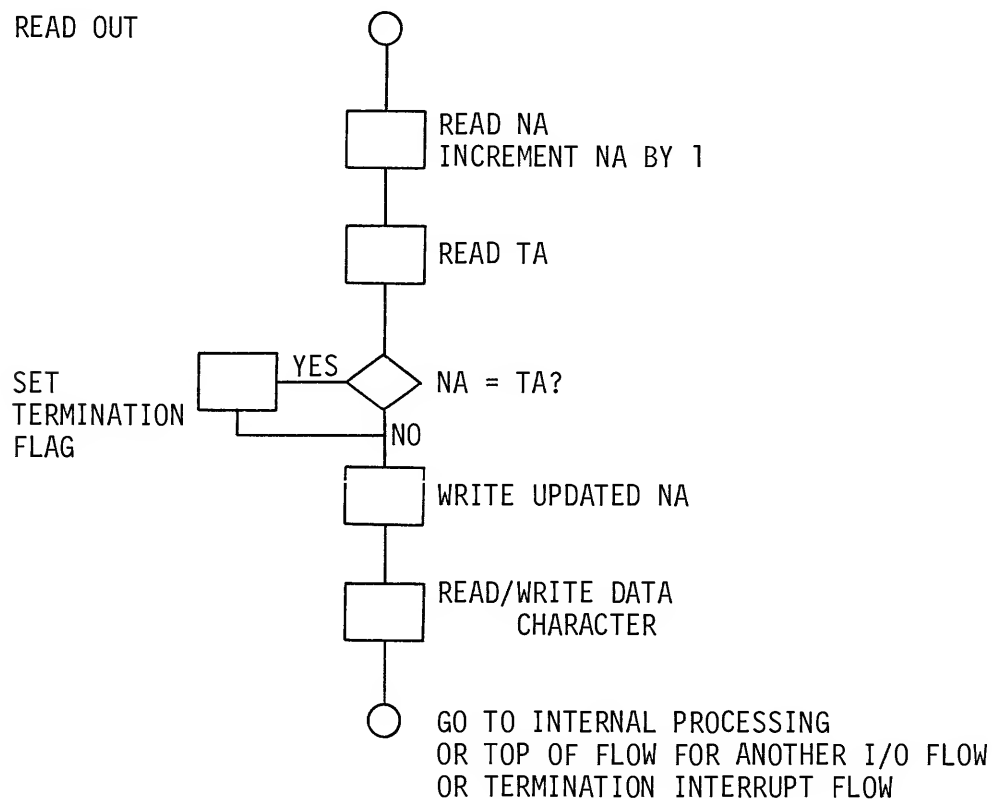 READ OUT
READ NA
INCREMENT NA BY 1
READ TA
YES
NA = TA?
SET
TERMINATION
FLAG
NO
WRITE UPDATED NA
READ/WRITE DATA
CHARACTER
GO TO INTERNAL PROCESSING
OR TOP OF FLOW FOR ANOTHER I/O FLOW
OR TERMINATION INTERRUPT FLOW